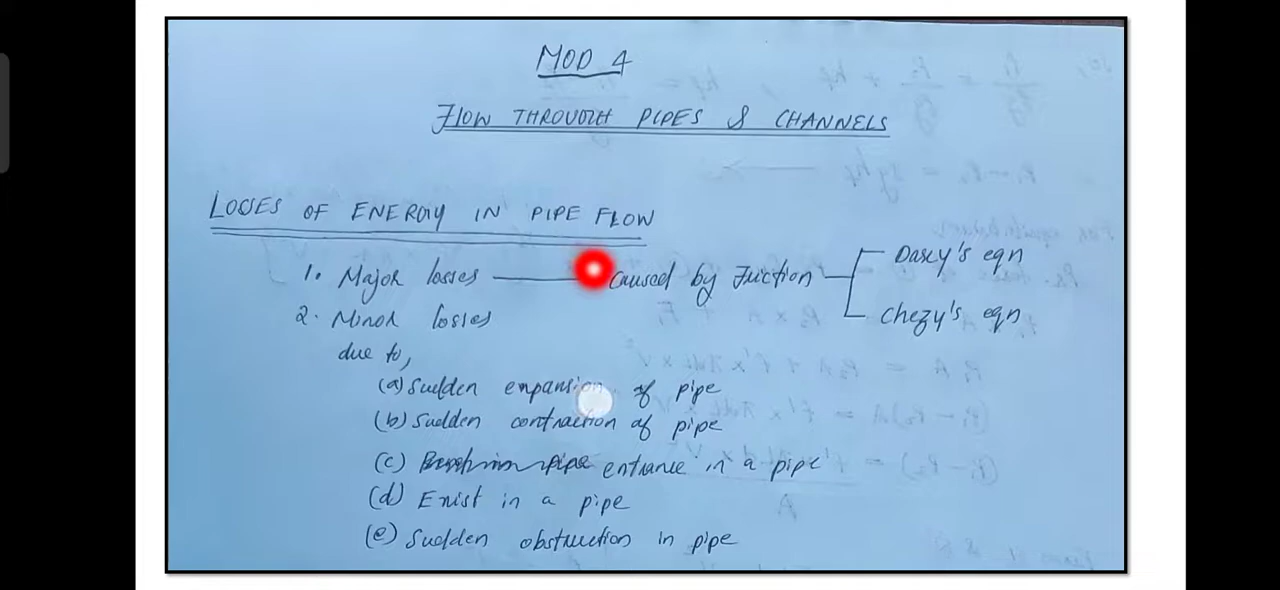 MOD 4
FLOW THROUGH PIPES & CHANNELS
LOSSES OF ENERGY IN PIPE FLOW
1. Major losses — Caused by Friction — Darcy's eqn
Chezy's eqn
2. Minor losses
due to,
(a) Sudden expansion of pipe
(b) Sudden contraction of pipe
(c) entrance in a pipe
(d) Exist in a pipe
(e) Sudden obstruction in pipe